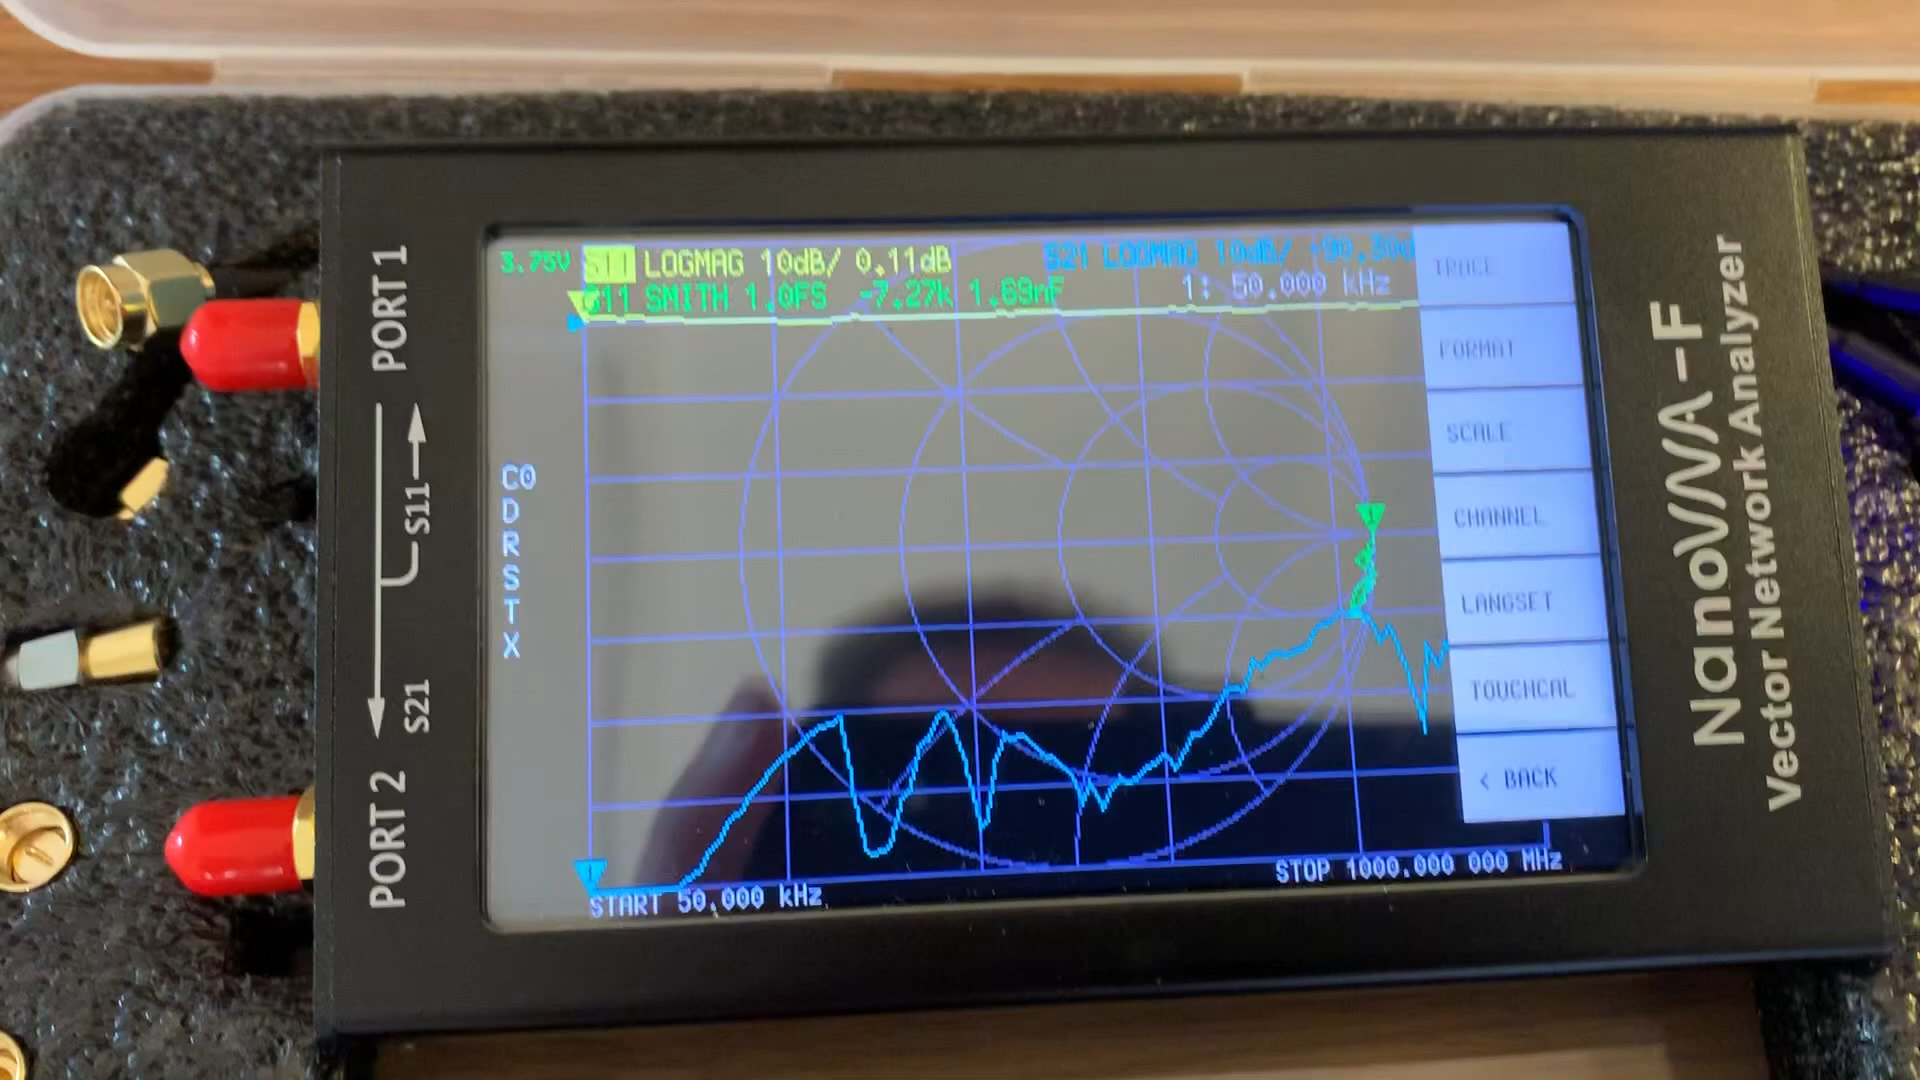 PORT 1
S11
S21
PORT 2
3.75V S11 LOGMAG 10dB/ 0.11dB
S21 LOGMAG 10dB/
S11 SMITH 1.0FS -7.27k 1.69nF
1: 50.000 kHz
C0
D
R
S
T
X
TRACE
FORMAT
SCALE
CHANNEL
LANGSET
TOUCHCAL
< BACK
START 50.000 kHz
STOP 1000.000 000 MHz
NanoVNA-F
Vector Network Analyzer